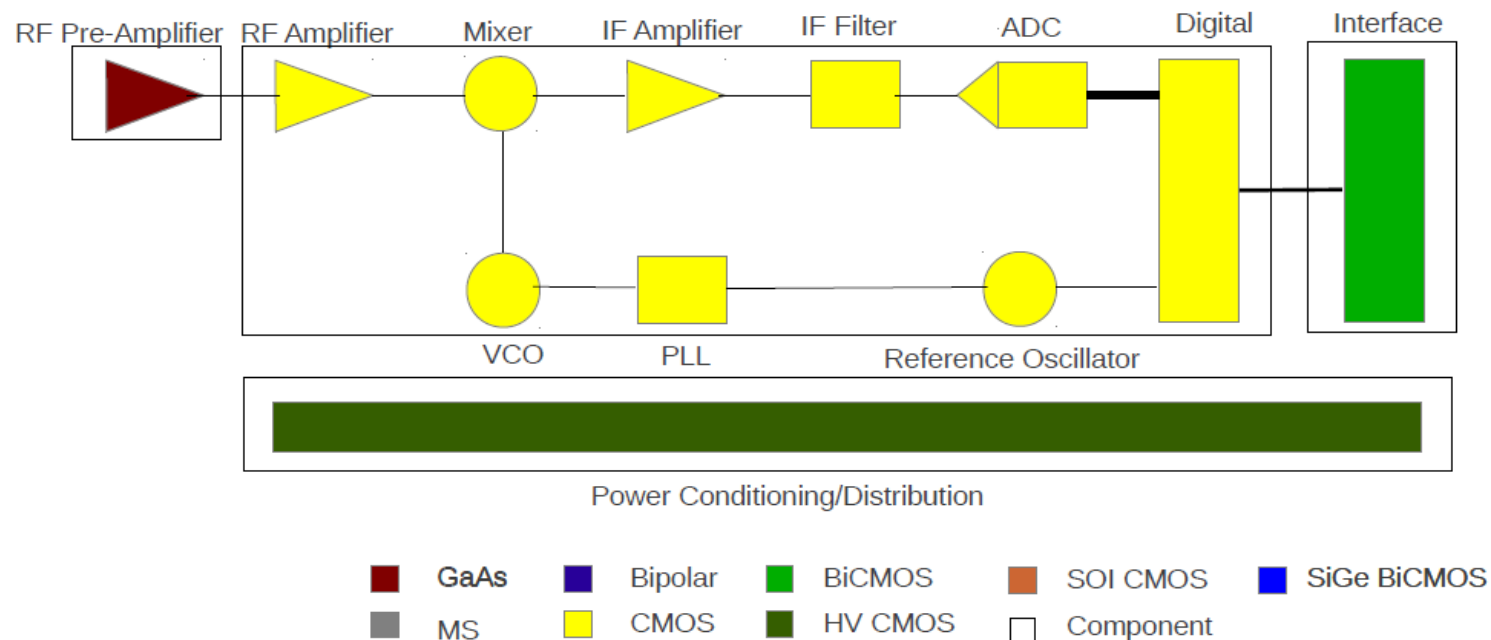 RF Pre-Amplifier RF Amplifier Mixer IF Amplifier IF Filter ADC Digital Interface
VCO PLL Reference Oscillator
Power Conditioning/Distribution
GaAs Bipolar BiCMOS SOI CMOS SiGe BiCMOS
MS CMOS HV CMOS Component